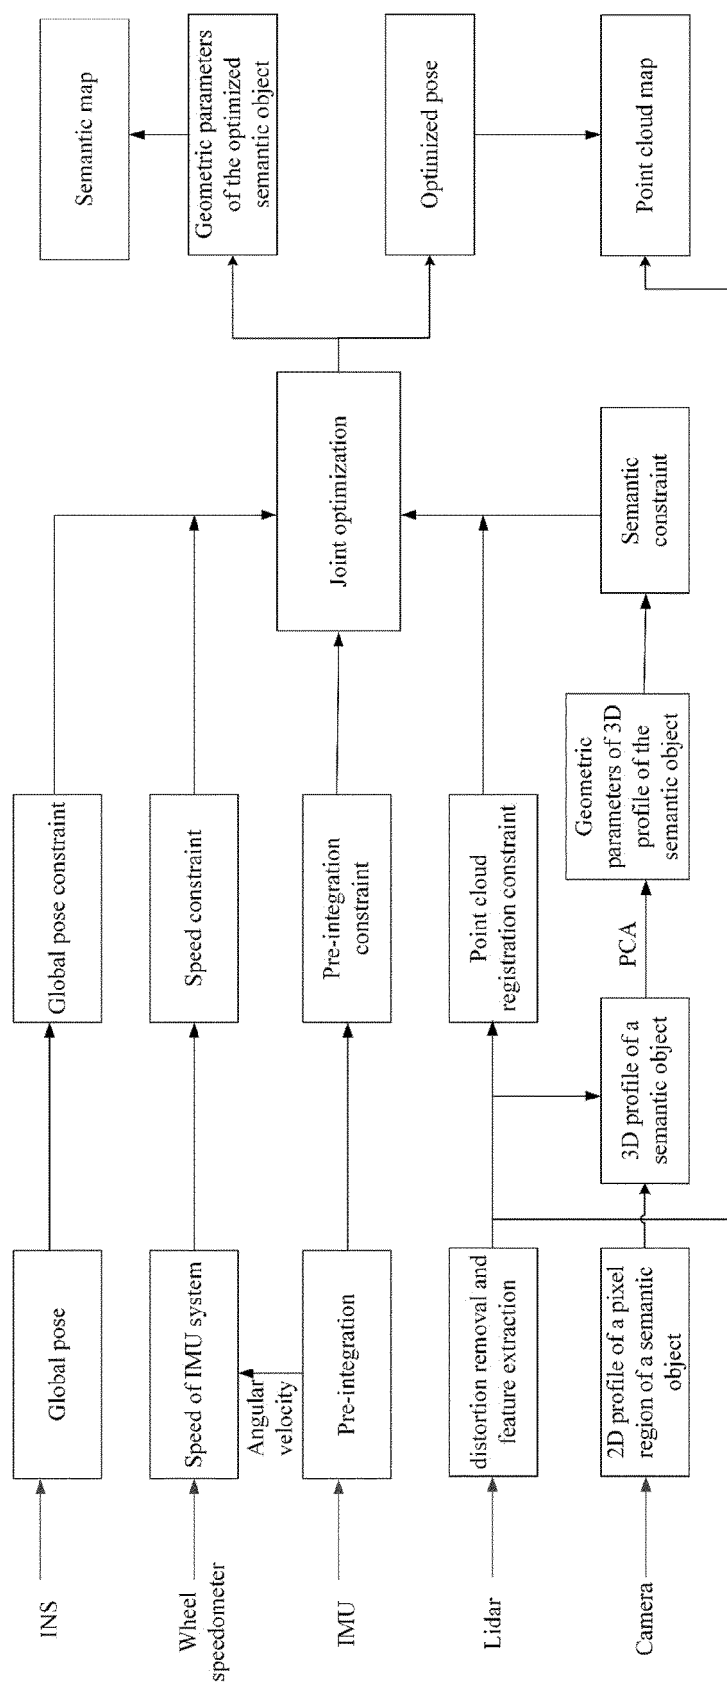 INS
Global pose
Global pose constraint
Wheel
speedometer
Speed of IMU system
Speed constraint
Angular
velocity
IMU
Pre-integration
Pre-integration
constraint
Lidar
distortion removal and
feature extraction
Point cloud
registration constraint
Camera
2D profile of a pixel
region of a semantic
object
3D profile of a
semantic object
PCA
Geometric
parameters of 3D
profile of the
semantic object
Semantic
constraint
Joint optimization
Semantic map
Geometric parameters
of the optimized
semantic object
Optimized pose
Point cloud map